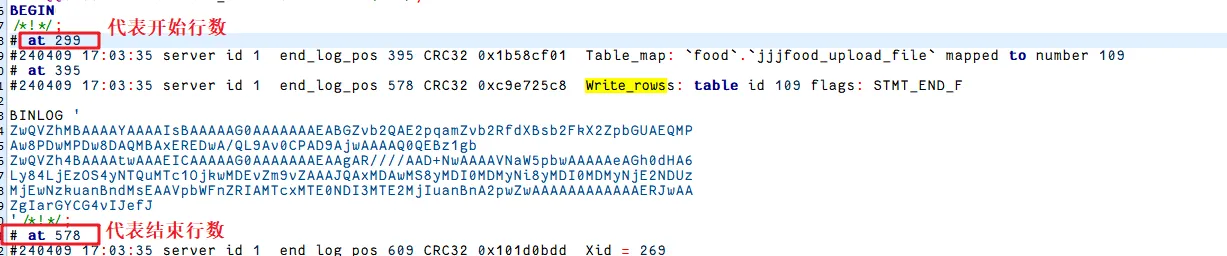 BEGIN
/*!*/;
代表开始行数
# at 299
#240409 17:03:35 server id 1  end_log_pos 395 CRC32 0x1b58cf01  Table_map: `food`.`jjjfood_upload_file` mapped to number 109
# at 395
#240409 17:03:35 server id 1  end_log_pos 578 CRC32 0xc9e725c8  Write_rowss: table id 109 flags: STMT_END_F
BINLOG '
ZwQVZhMBAAAAYAAAAIsBAAAAAG0AAAAAAAEABGZvb2QAE2pqamZvb2RfdXBsb2FkX2ZpbGUAEQMP
Aw8PDwMPDw8DAQMBAxEREDwA/QL9Av0CPAD9AjwAAAAQ0QEBz1gb
ZwQVZh4BAAAAtwAAAEICAAAAAG0AAAAAAAEAAgAR////AAD+NwAAAAVNaW5pbwAAAAAeAGh0dHA6
Ly84LjEzOS4yNTQuMTc1OjkwMDEvZm9vZAAAJQAxMDAwMS8yMDI0MDMyNi8yMDI0MDMyNjE2NDUz
MjEwNzkuanBndMsEAAVpbWFnZRIAMTcxMTE0NDI3MTE2MjIuanBnA2pwZwAAAAAAAAAAAAERJwAA
ZgIarGYCG4vIJefJ
'/*!*/;
代表结束行数
# at 578
#240409 17:03:35 server id 1  end_log_pos 609 CRC32 0x101d0bdd  Xid = 269